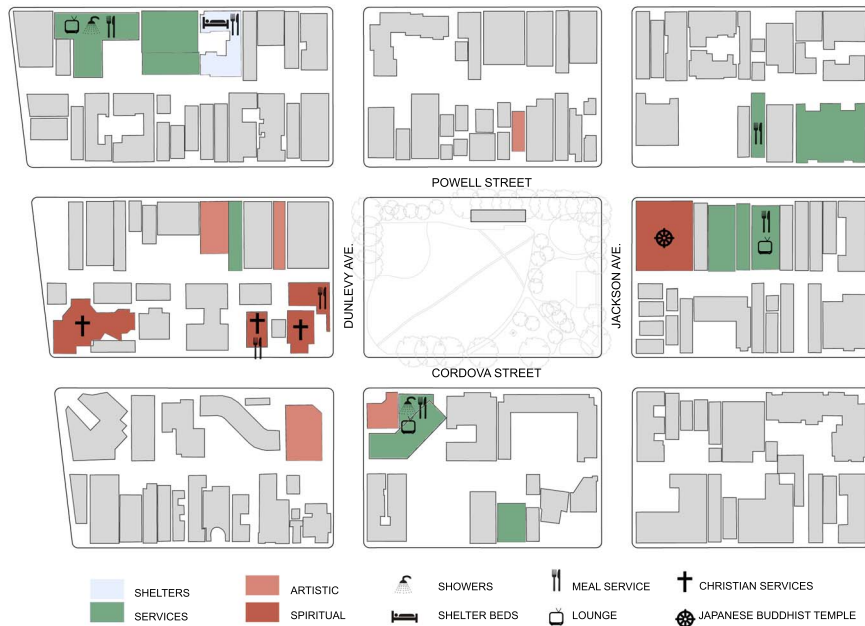 POWELL STREET
DUNLEVY AVE.
JACKSON AVE.
CORDOVA STREET
SHELTERS
ARTISTIC
SHOWERS
MEAL SERVICE
CHRISTIAN SERVICES
SERVICES
SPIRITUAL
SHELTER BEDS
LOUNGE
JAPANESE BUDDHIST TEMPLE